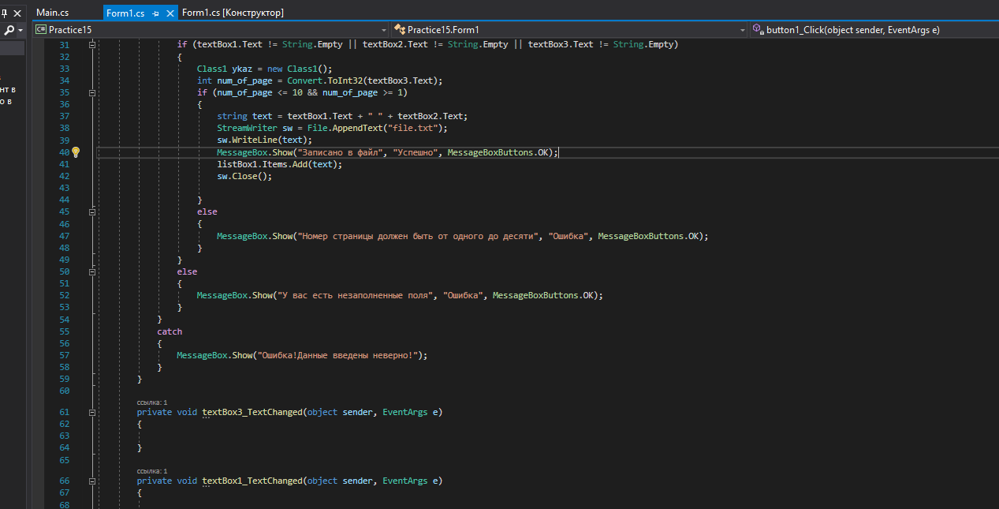 Main.cs Form1.cs Form1.cs [Конструктор]
C# Practice15 Practice15.Form1 button1_Click(object sender, EventArgs e)
31 if (textBox1.Text != String.Empty || textBox2.Text != String.Empty || textBox3.Text != String.Empty)
32 {
33 Class1 ykaz = new Class1();
нт в
34 int num_of_page = Convert.ToInt32(textBox3.Text);
о в
35 if (num_of_page <= 10 && num_of_page >= 1)
36 {
37 string text = textBox1.Text + " " + textBox2.Text;
38 StreamWriter sw = File.AppendText("file.txt");
39 sw.WriteLine(text);
40 MessageBox.Show("Записано в файл", "Успешно", MessageBoxButtons.OK);
41 listBox1.Items.Add(text);
42 sw.Close();
43
44 }
45 else
46 {
47 MessageBox.Show("Номер страницы должен быть от одного до десяти", "Ошибка", MessageBoxButtons.OK);
48 }
49 }
50 else
51 {
52 MessageBox.Show("У вас есть незаполненные поля", "Ошибка", MessageBoxButtons.OK);
53 }
54 }
55 catch
56 {
57 MessageBox.Show("Ошибка!Данные введены неверно!");
58 }
59 }
60
ссылка: 1
61 private void textBox3_TextChanged(object sender, EventArgs e)
62 {
63
64 }
65
ссылка: 1
66 private void textBox1_TextChanged(object sender, EventArgs e)
67 {
68